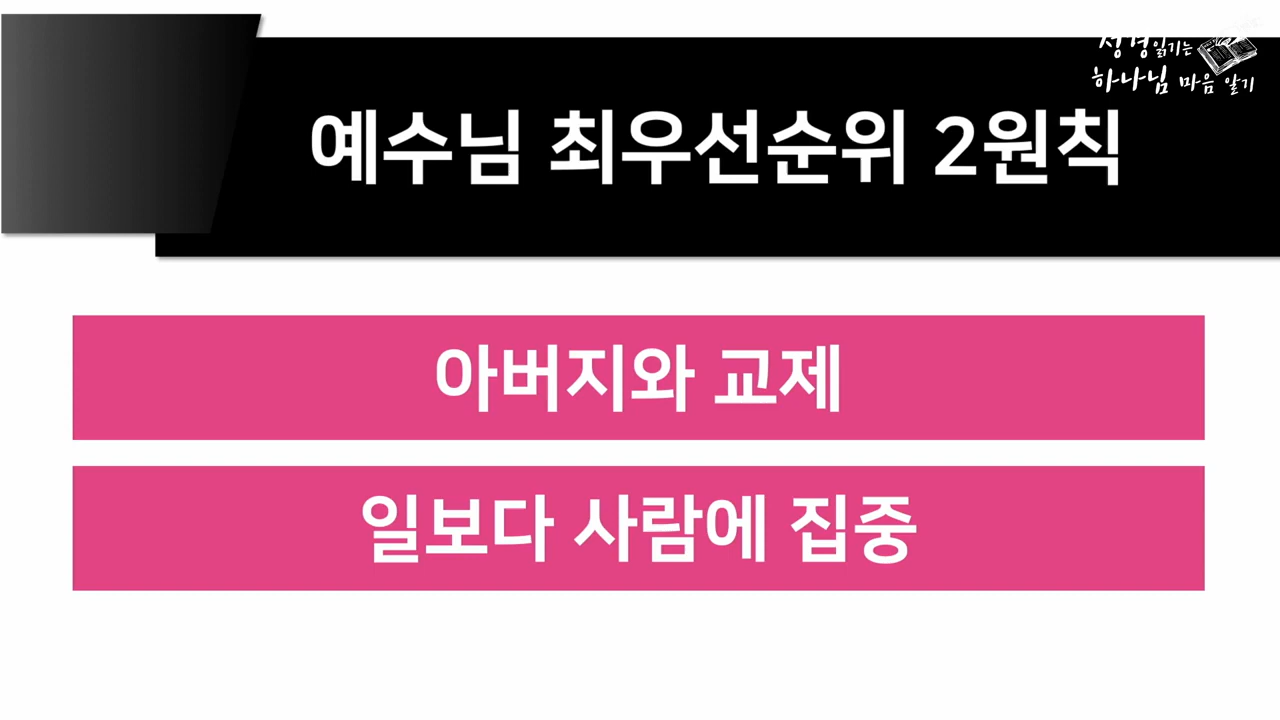 성경읽기는
하나님 마음 알기
예수님 최우선순위 2원칙
아버지와 교제
일보다 사람에 집중